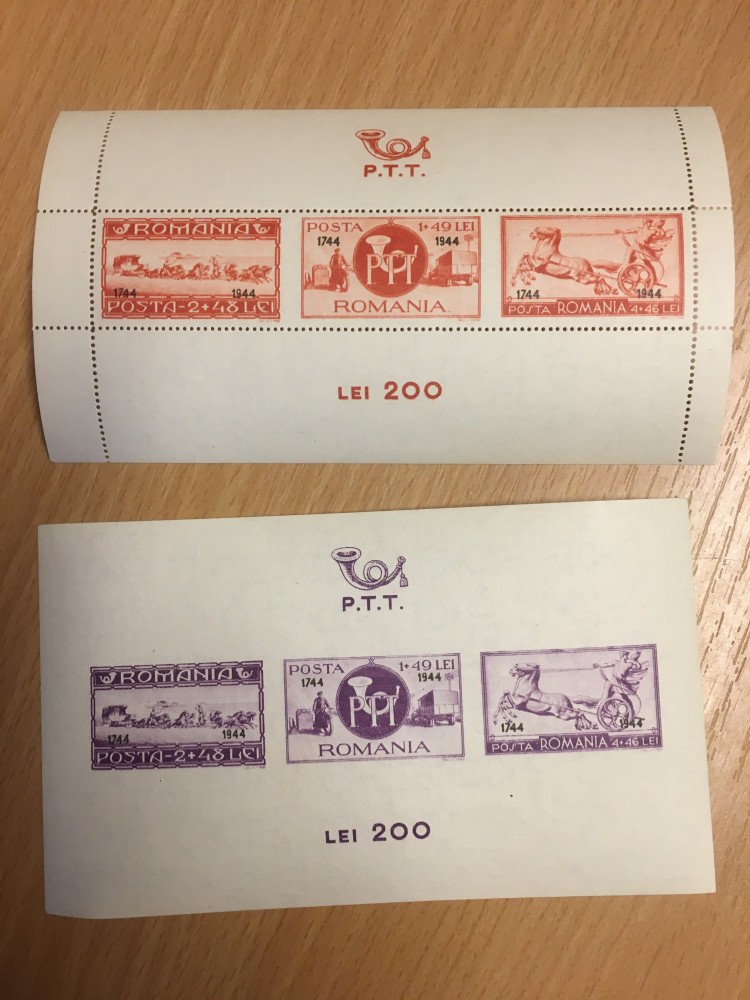 P.T.T.
ROMANIA
1744 1944
POSTA-2+48 LEI
POSTA 1+49 LEI
1744 1944
PTT
ROMANIA
1744 1944
POSTA ROMANIA 4+46 LEI
LEI 200
P.T.T.
ROMANIA
1744 1944
POSTA-2+48 LEI
POSTA 1+49 LEI
1744 1944
PTT
ROMANIA
1744 1944
POSTA ROMANIA 4+46 LEI
LEI 200